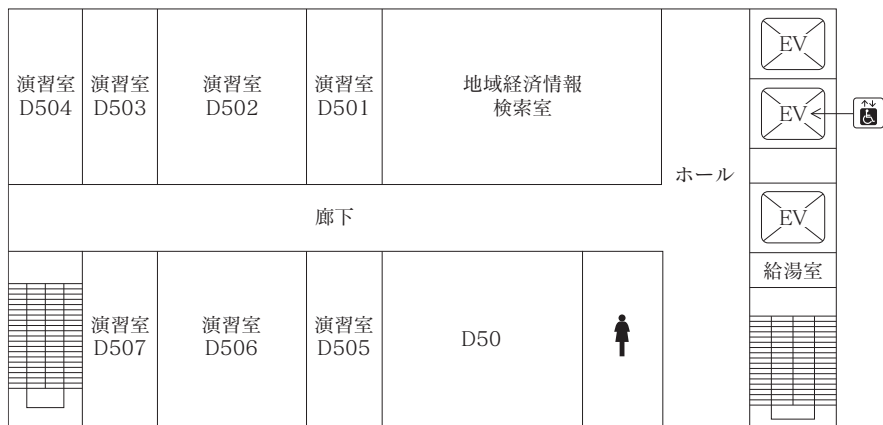 演習室
D504
演習室
D503
演習室
D502
演習室
D501
地域経済情報
検索室
EV
EV
ホール
廊下
EV
給湯室
演習室
D507
演習室
D506
演習室
D505
D50